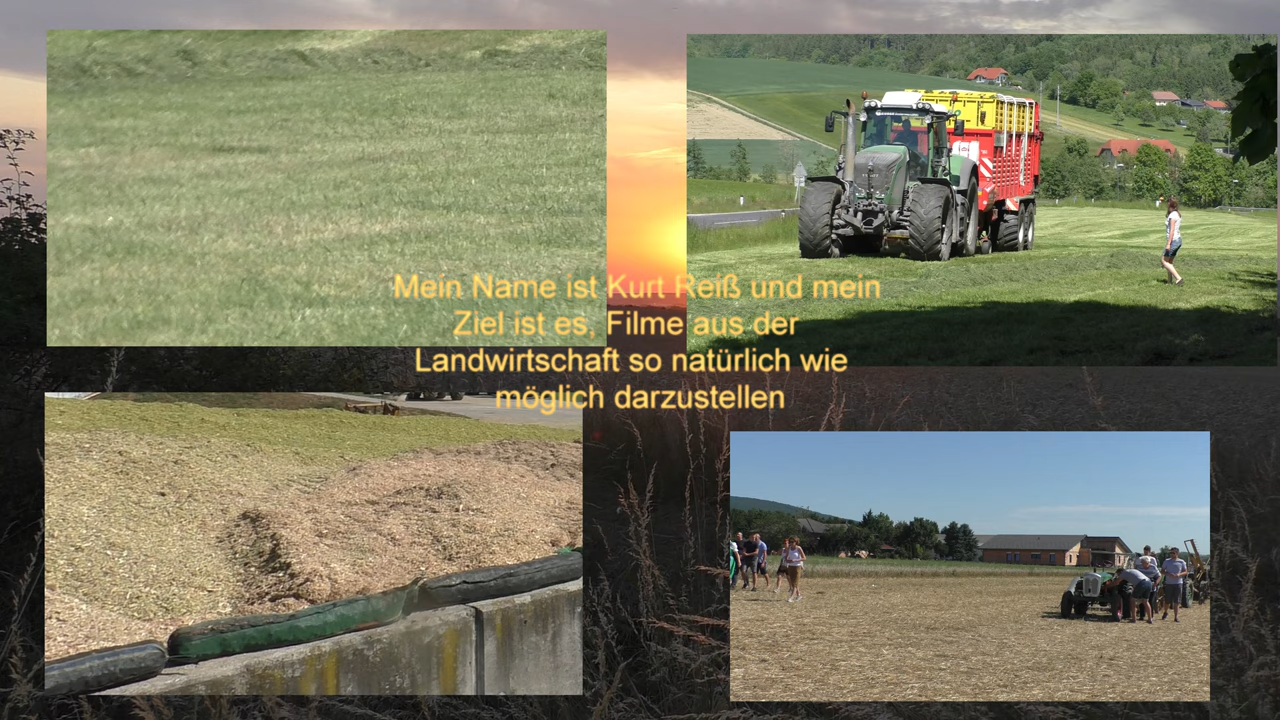 Mein Name ist Kurt Reiß und mein
Ziel ist es, Filme aus der
Landwirtschaft so natürlich wie
möglich darzustellen